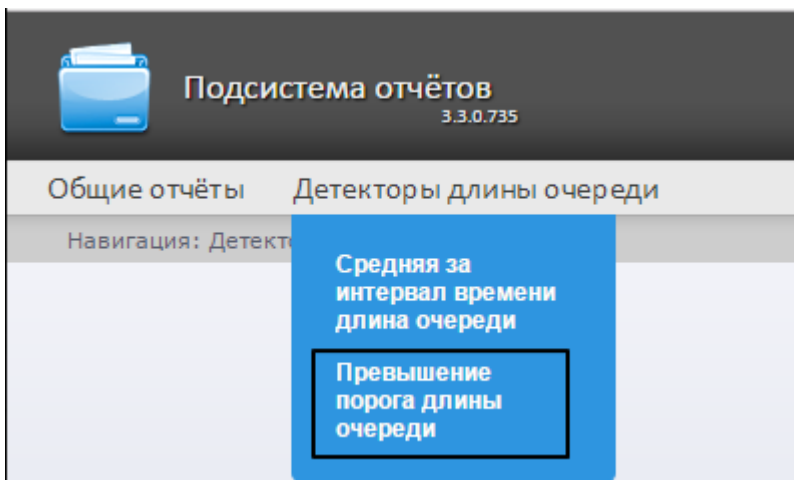 Подсистема отчётов
3.3.0.735
Общие отчёты Детекторы длины очереди
Навигация:
Средняя за
интервал времени
длина очереди
Превышение
порога длины
очереди